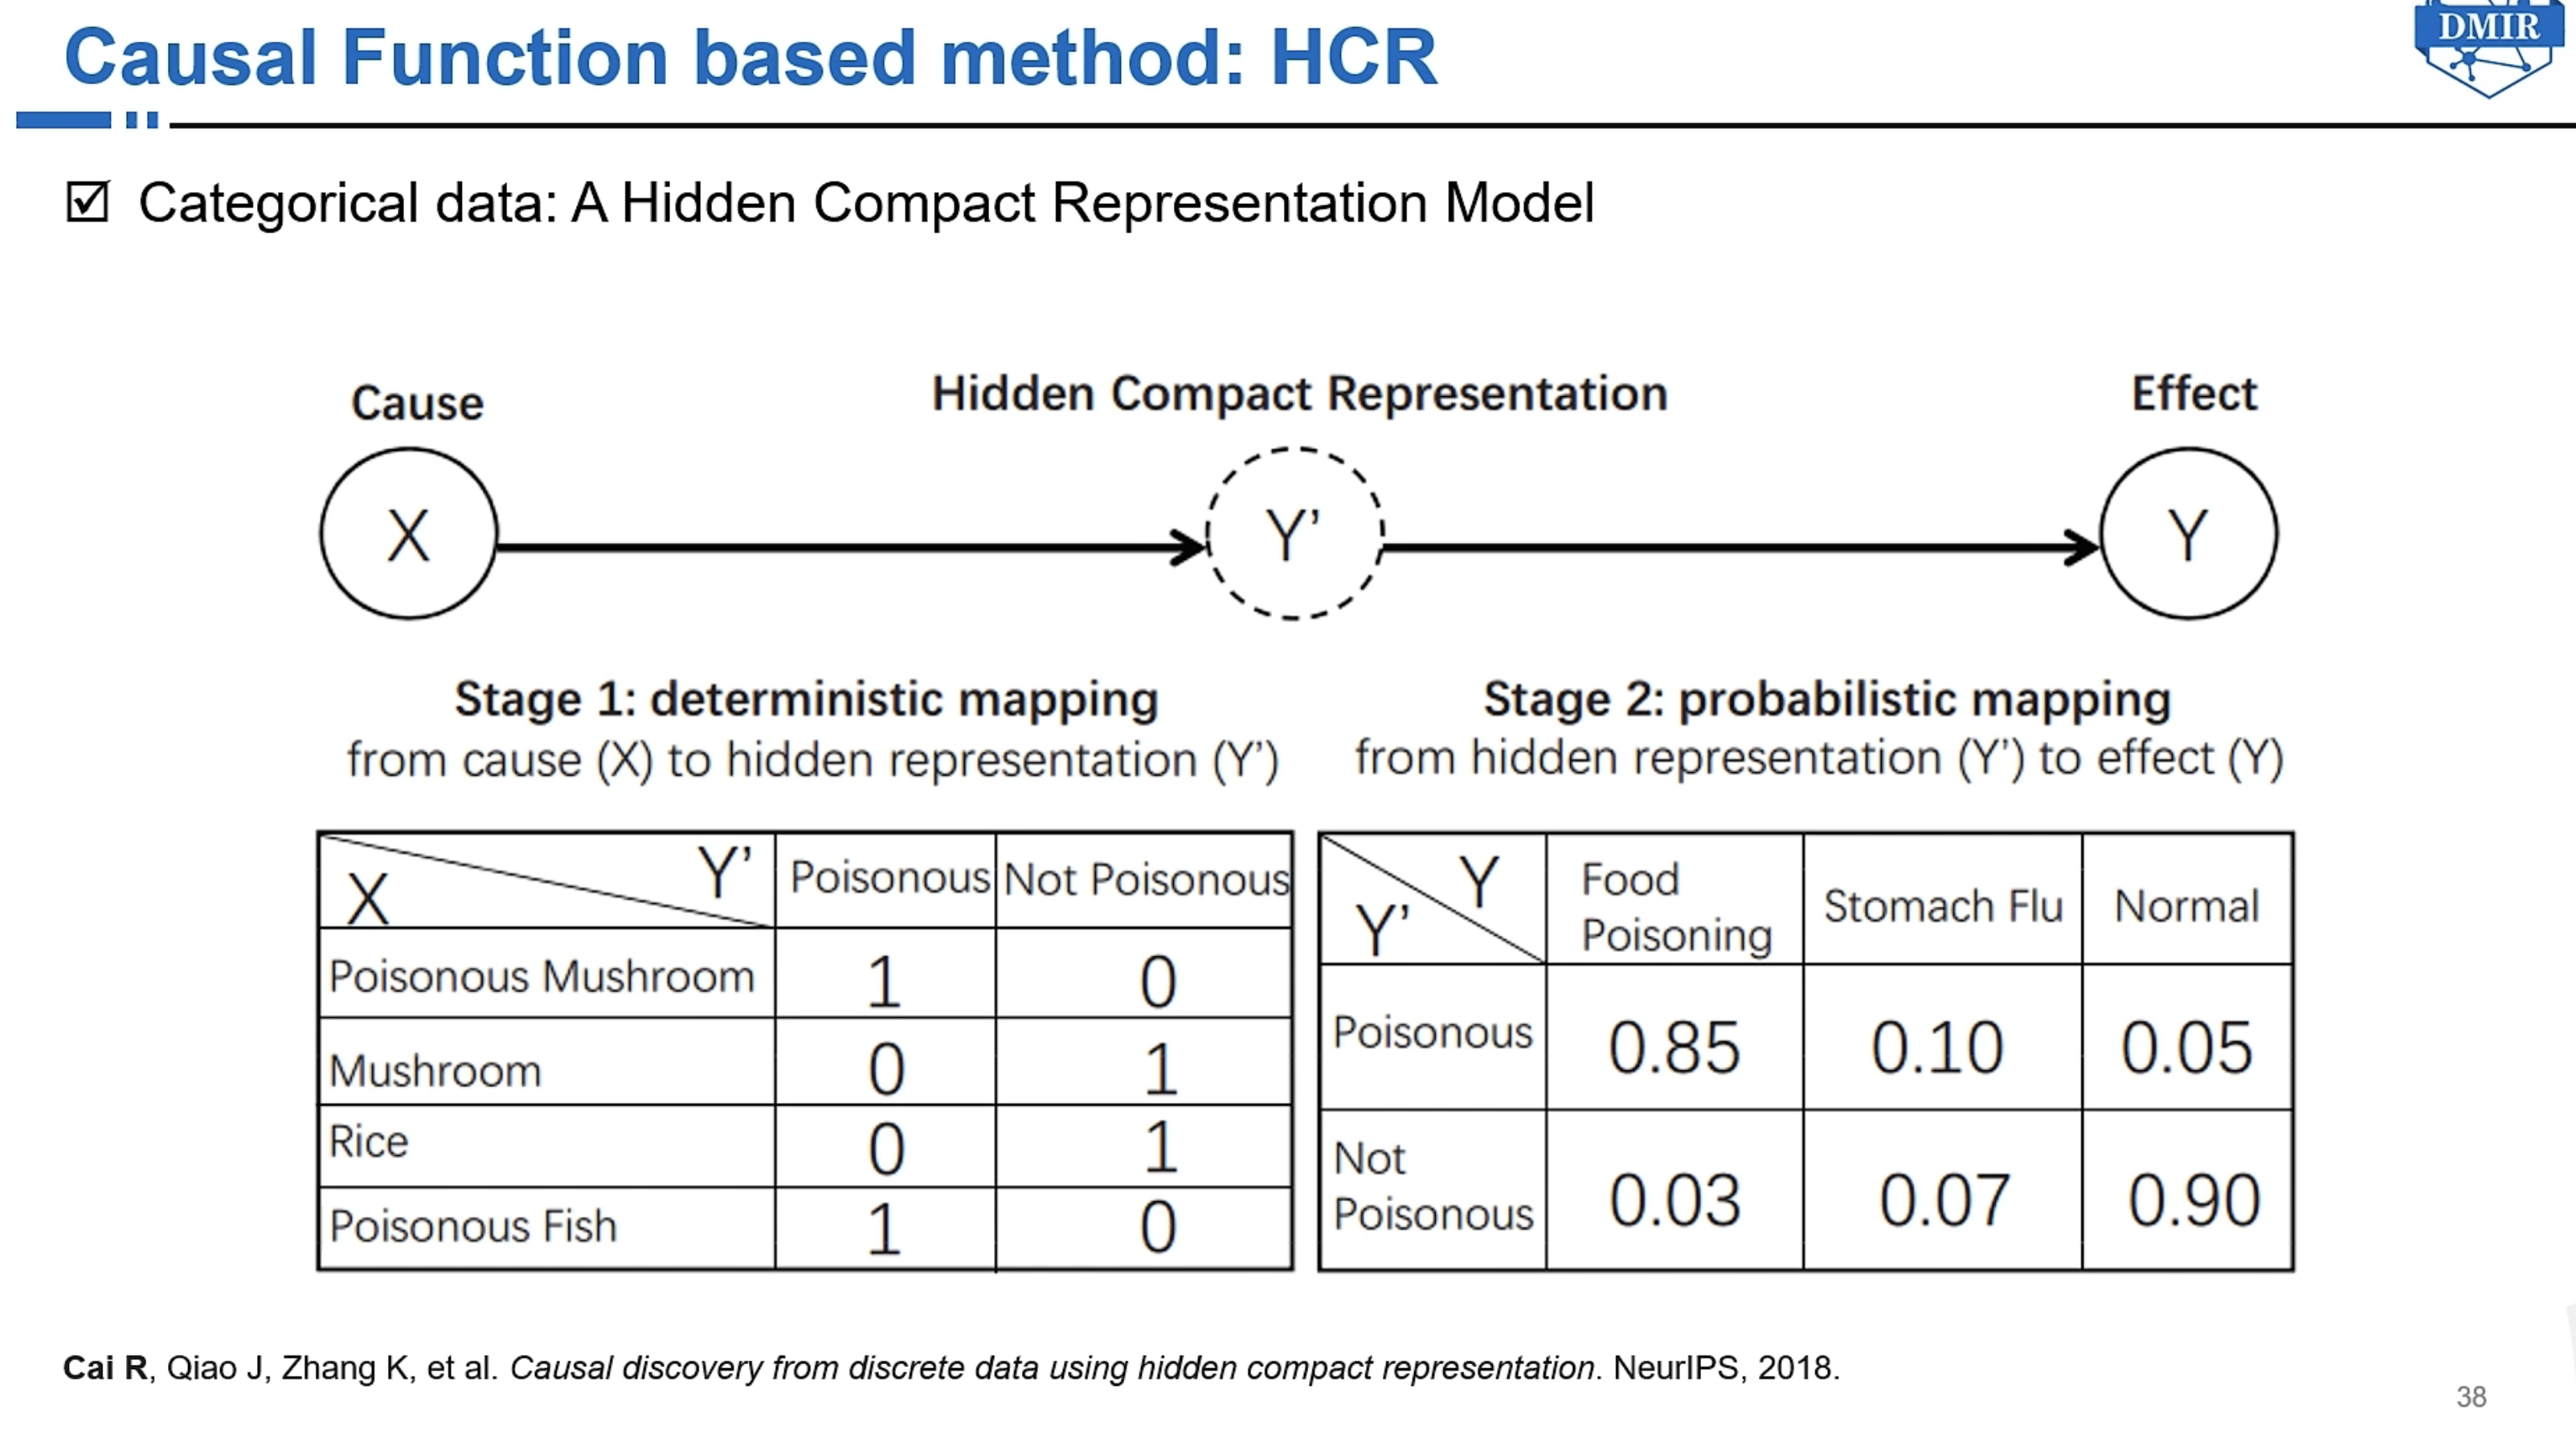 Causal Function based method: HCR
DMIR
Categorical data: A Hidden Compact Representation Model
Cause
Hidden Compact Representation
Effect
X
Y’
Y
Stage 1: deterministic mapping
from cause (X) to hidden representation (Y’)
Stage 2: probabilistic mapping
from hidden representation (Y’) to effect (Y)
X Y’ Poisonous Not Poisonous
Poisonous Mushroom 1 0
Mushroom 0 1
Rice 0 1
Poisonous Fish 1 0
Y’ Y Food Poisoning Stomach Flu Normal
Poisonous 0.85 0.10 0.05
Not Poisonous 0.03 0.07 0.90
Cai R, Qiao J, Zhang K, et al. Causal discovery from discrete data using hidden compact representation. NeurIPS, 2018.
38